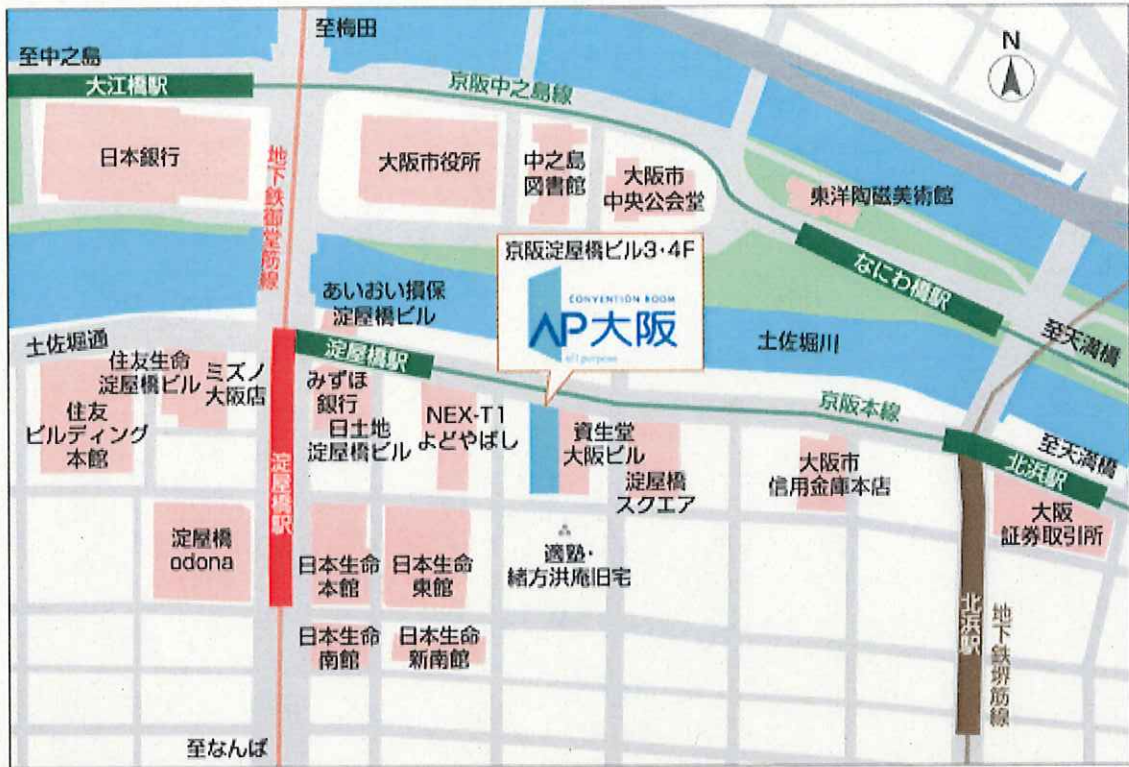 至中之島
至梅田
N
大江橋駅
京阪中之島線
日本銀行
地下鉄御堂筋線
大阪市役所
中之島
図書館
大阪市
中央公会堂
東洋陶磁美術館
なにわ橋駅
京阪淀屋橋ビル3・4F
CONVENTION ROOM
AP大阪
all purpose
あいおい損保
淀屋橋ビル
土佐堀川
至天満橋
土佐堀通
住友生命
淀屋橋ビル
ミズノ
大阪店
淀屋橋駅
京阪本線
住友
ビルディング
本館
みずほ
銀行
日土地
淀屋橋ビル
NEX-T1
よどやばし
資生堂
大阪ビル
淀屋橋
スクエア
大阪市
信用金庫本店
至天満橋
北浜駅
大阪
証券取引所
淀屋橋駅
淀屋橋
odona
日本生命
本館
日本生命
東館
適塾・
緒方洪庵旧宅
日本生命
南館
日本生命
新南館
北浜駅
地下鉄堺筋線
至なんば